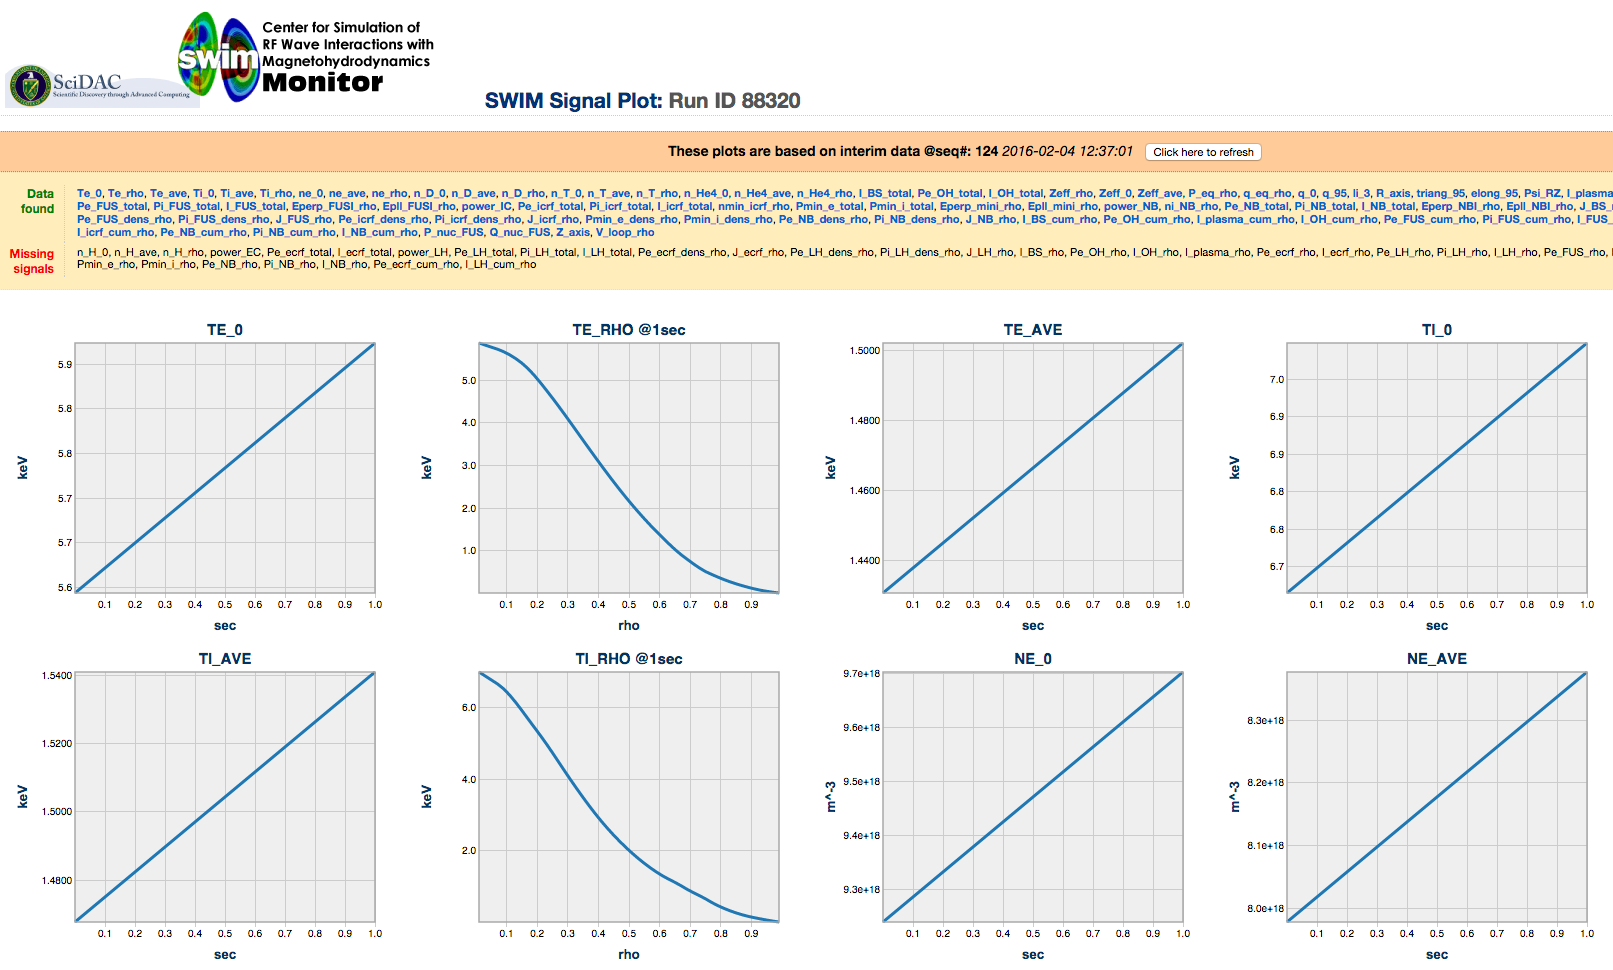 Center for Simulation of
RF Wave Interactions with
Magnetohydrodynamics
Monitor
swim
SciDAC
Scientific Discovery through Advanced Computing
SWIM Signal Plot: Run ID 88320
These plots are based on interim data @seq#: 124 2016-02-04 12:37:01 Click here to refresh
Data found
Te_0, Te_rho, Te_ave, Ti_0, Ti_ave, Ti_rho, ne_0, ne_ave, ne_rho, n_D_0, n_D_ave, n_D_rho, n_T_0, n_T_ave, n_T_rho, n_He4_0, n_He4_ave, n_He4_rho, I_BS_total, Pe_OH_total, I_OH_total, Zeff_rho, Zeff_0, Zeff_ave, P_eq_rho, q_eq_rho, q_0, q_95, li_3, R_axis, triang_95, elong_95, Psi_RZ, I_plasma
Pe_FUS_total, Pi_FUS_total, I_FUS_total, Eperp_FUSI_rho, Epll_FUSI_rho, power_IC, Pe_icrf_total, Pi_icrf_total, I_icrf_total, nmin_icrf_rho, Pmin_e_total, Pmin_i_total, Eperp_mini_rho, Epll_mini_rho, power_NB, ni_NB_rho, Pe_NB_total, Pi_NB_total, I_NB_total, Eperp_NBI_rho, Epll_NBI_rho, J_BS_
Pe_FUS_dens_rho, Pi_FUS_dens_rho, J_FUS_rho, Pe_icrf_dens_rho, Pi_icrf_dens_rho, J_icrf_rho, Pmin_e_dens_rho, Pmin_i_dens_rho, Pe_NB_dens_rho, Pi_NB_dens_rho, J_NB_rho, I_BS_cum_rho, Pe_OH_cum_rho, I_plasma_cum_rho, I_OH_cum_rho, Pe_FUS_cum_rho, Pi_FUS_cum_rho, I_FUS_
I_icrf_cum_rho, Pe_NB_cum_rho, Pi_NB_cum_rho, I_NB_cum_rho, P_nuc_FUS, Q_nuc_FUS, Z_axis, V_loop_rho
Missing signals
n_H_0, n_H_ave, n_H_rho, power_EC, Pe_ecrf_total, I_ecrf_total, power_LH, Pe_LH_total, Pi_LH_total, I_LH_total, Pe_ecrf_dens_rho, J_ecrf_rho, Pe_LH_dens_rho, Pi_LH_dens_rho, J_LH_rho, I_BS_rho, Pe_OH_rho, I_OH_rho, I_plasma_rho, Pe_ecrf_rho, I_ecrf_rho, Pe_LH_rho, Pi_LH_rho, I_LH_rho, Pe_FUS_rho,
Pmin_e_rho, Pmin_i_rho, Pe_NB_rho, Pi_NB_rho, I_NB_rho, Pe_ecrf_cum_rho, I_LH_cum_rho
TE_0
keV
5.9
5.8
5.8
5.7
5.7
5.6
0.1 0.2 0.3 0.4 0.5 0.6 0.7 0.8 0.9 1.0
sec
TE_RHO @1sec
keV
5.0
4.0
3.0
2.0
1.0
0.1 0.2 0.3 0.4 0.5 0.6 0.7 0.8 0.9
rho
TE_AVE
keV
1.5000
1.4800
1.4600
1.4400
0.1 0.2 0.3 0.4 0.5 0.6 0.7 0.8 0.9 1.0
sec
TI_0
keV
7.0
6.9
6.9
6.8
6.8
6.7
0.1 0.2 0.3 0.4 0.5 0.6 0.7 0.8 0.9 1.0
sec
TI_AVE
keV
1.5400
1.5200
1.5000
1.4800
0.1 0.2 0.3 0.4 0.5 0.6 0.7 0.8 0.9 1.0
sec
TI_RHO @1sec
keV
6.0
4.0
2.0
0.1 0.2 0.3 0.4 0.5 0.6 0.7 0.8 0.9
rho
NE_0
m^-3
9.7e+18
9.6e+18
9.5e+18
9.4e+18
9.3e+18
0.1 0.2 0.3 0.4 0.5 0.6 0.7 0.8 0.9 1.0
sec
NE_AVE
m^-3
8.3e+18
8.2e+18
8.1e+18
8.0e+18
0.1 0.2 0.3 0.4 0.5 0.6 0.7 0.8 0.9 1.0
sec